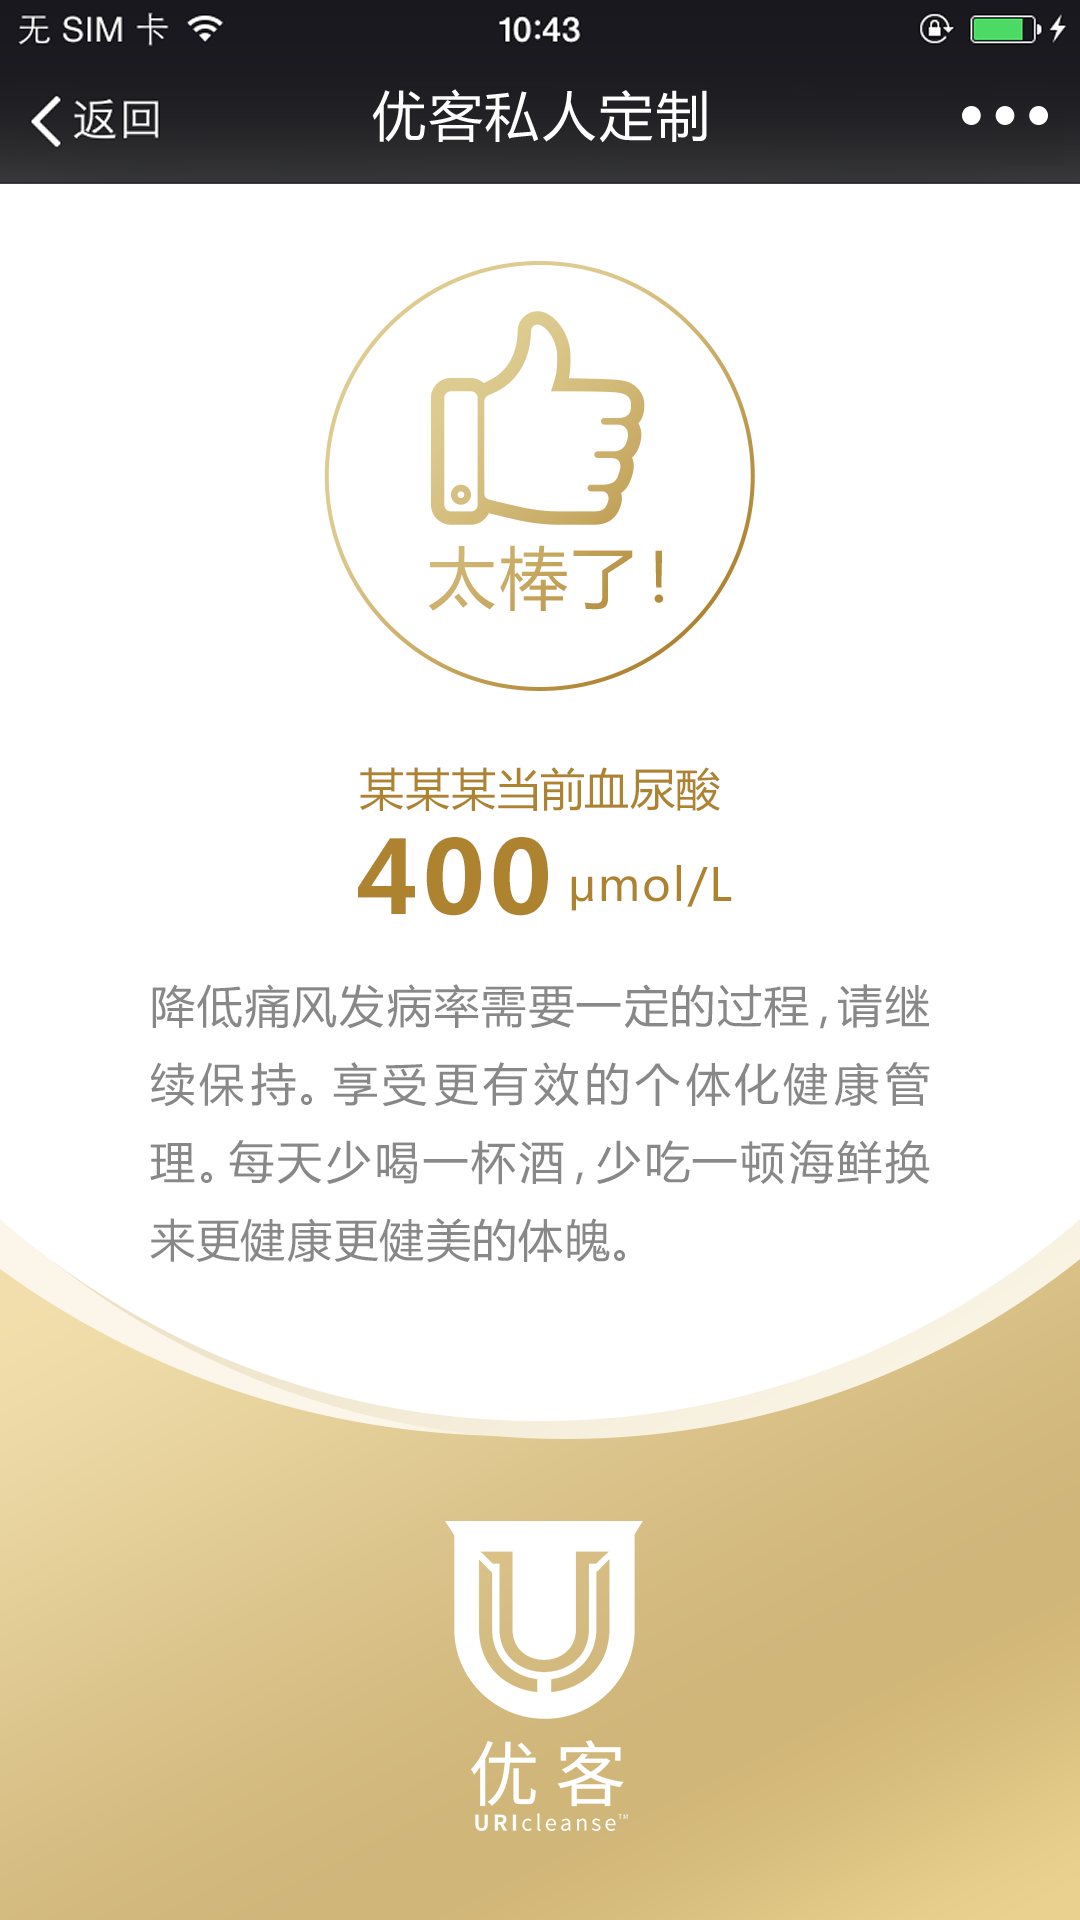 无 SIM 卡
10:43
返回
优客私人定制
太棒了!
某某某当前血尿酸
400 μmol/L
降低痛风发病率需要一定的过程,请继
续保持。享受更有效的个体化健康管
理。每天少喝一杯酒,少吃一顿海鲜换
来更健康更健美的体魄。
优客
URIcleanse™